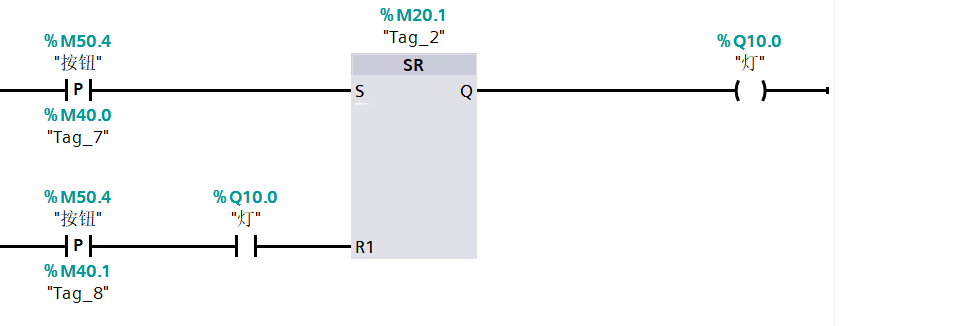 %M20.1
"Tag_2"
%M50.4
"按钮"
P
%M40.0
"Tag_7"
SR
S
Q
%Q10.0
"灯"
%M50.4
"按钮"
P
%M40.1
"Tag_8"
%Q10.0
"灯"
R1